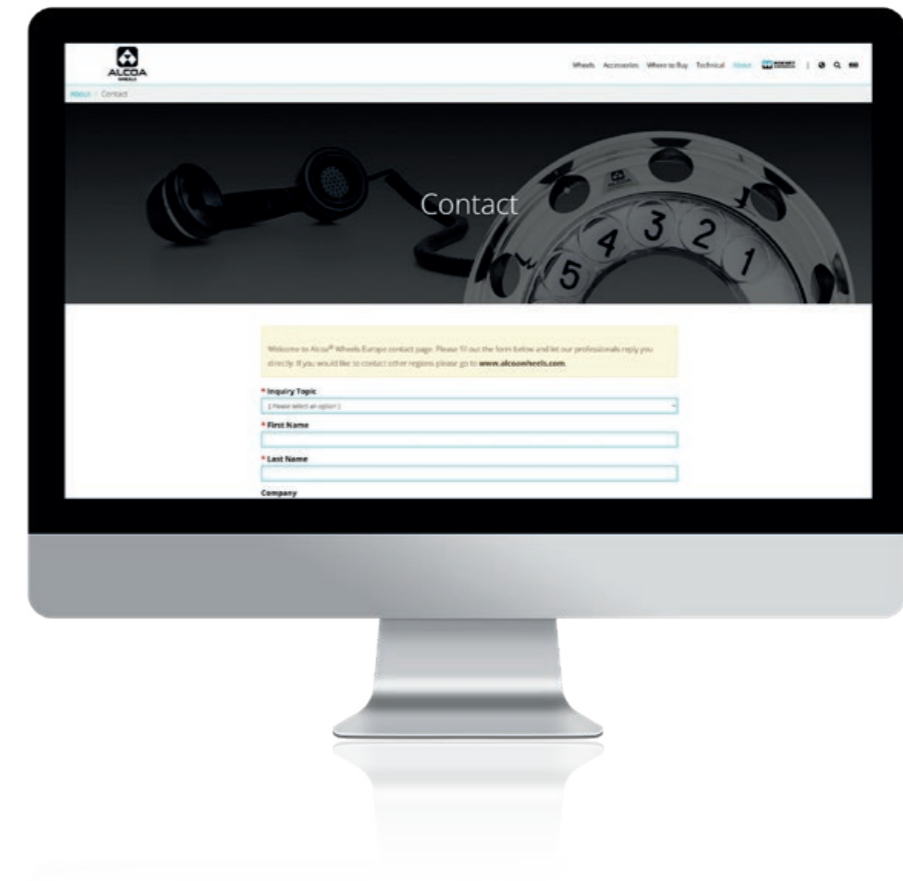 ALCOA
WHEELS
Wheels Accessories Where to Buy Technical About
About / Contact
Contact
ALCOA
5 4 3 2 1
Welcome to Alcoa® Wheels Europe contact page. Please fill out the form below and let our professionals reply you
directly. If you would like to contact other regions please go to www.alcoawheels.com.
* Inquiry Topic
[ Please select an option ]
* First Name
* Last Name
Company